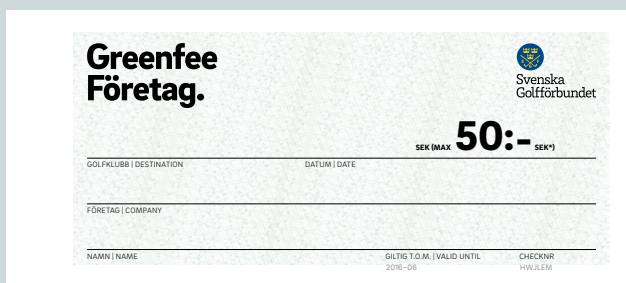 Greenfee
Företag.
Svenska
Golfförbundet
SEK (MAX 50:- SEK*)
GOLFKLUBB | DESTINATION DATUM | DATE
FÖRETAG | COMPANY
NAMN | NAME GILTIG T.O.M. | VALID UNTIL CHECKNR
2016-06 HWJLEM